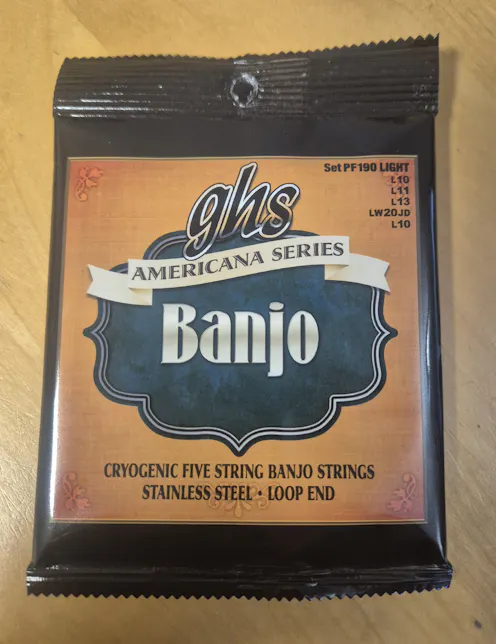 Set PF190 LIGHT
L10
L11
L13
LW20JD
L10
ghs
AMERICANA SERIES
Banjo
CRYOGENIC FIVE STRING BANJO STRINGS
STAINLESS STEEL • LOOP END